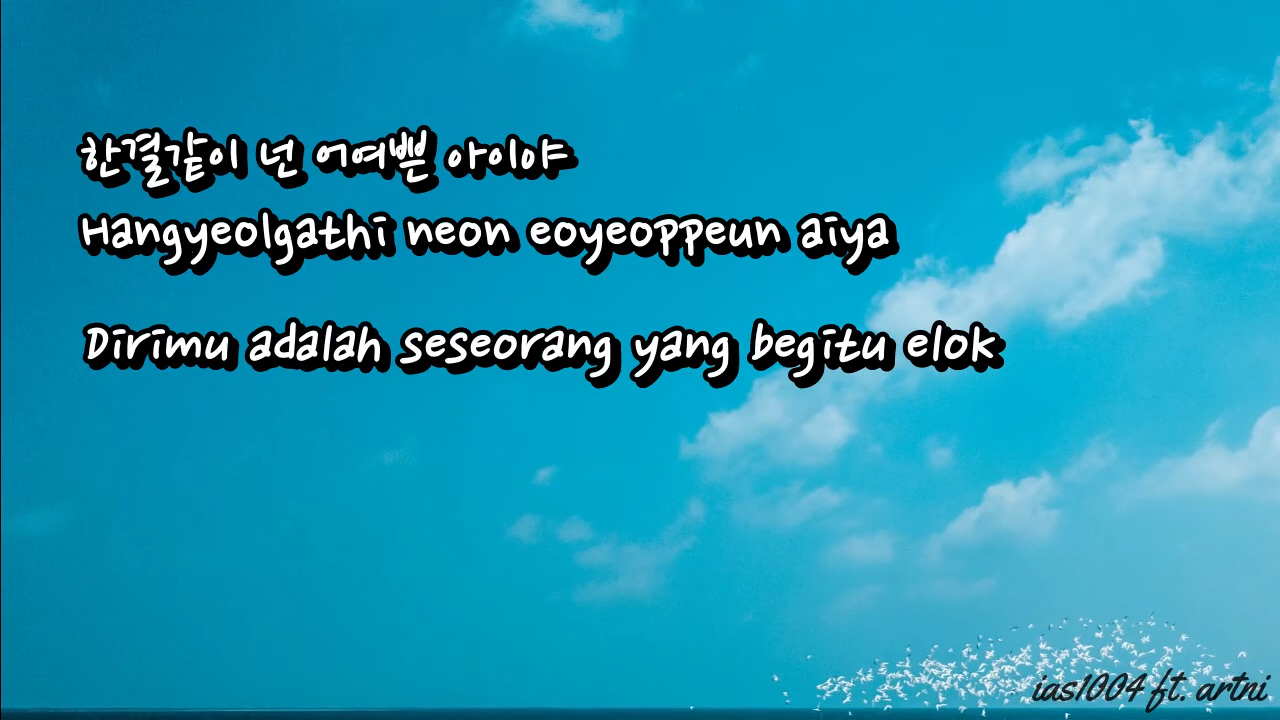 한결같이 넌 어여쁜 아이야
Hangyeolgathi neon eoyeoppeun aiya
Dirimu adalah seseorang yang begitu elok
ias1004 ft. artni